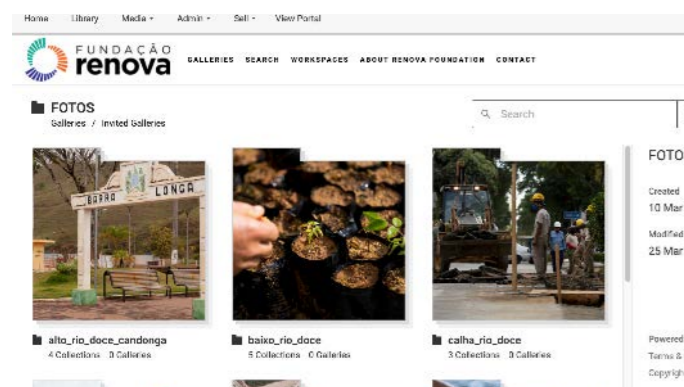 Home Library Media Admin Sell View Portal
FUNDAÇÃO
renova
GALLERIES SEARCH WORKSPACES ABOUT RENOVA FOUNDATION CONTACT
FOTOS
Galleries / Invited Galleries
Search
BARRA LONGA
FOTO
Created
10 Mar
Modified
25 Mar
alto_rio_doce_candonga
4 Collections 0 Galleries
baixo_rio_doce
5 Collections 0 Galleries
calha_rio_doce
3 Collections 0 Galleries
Powered
Terms &
Copyrigh